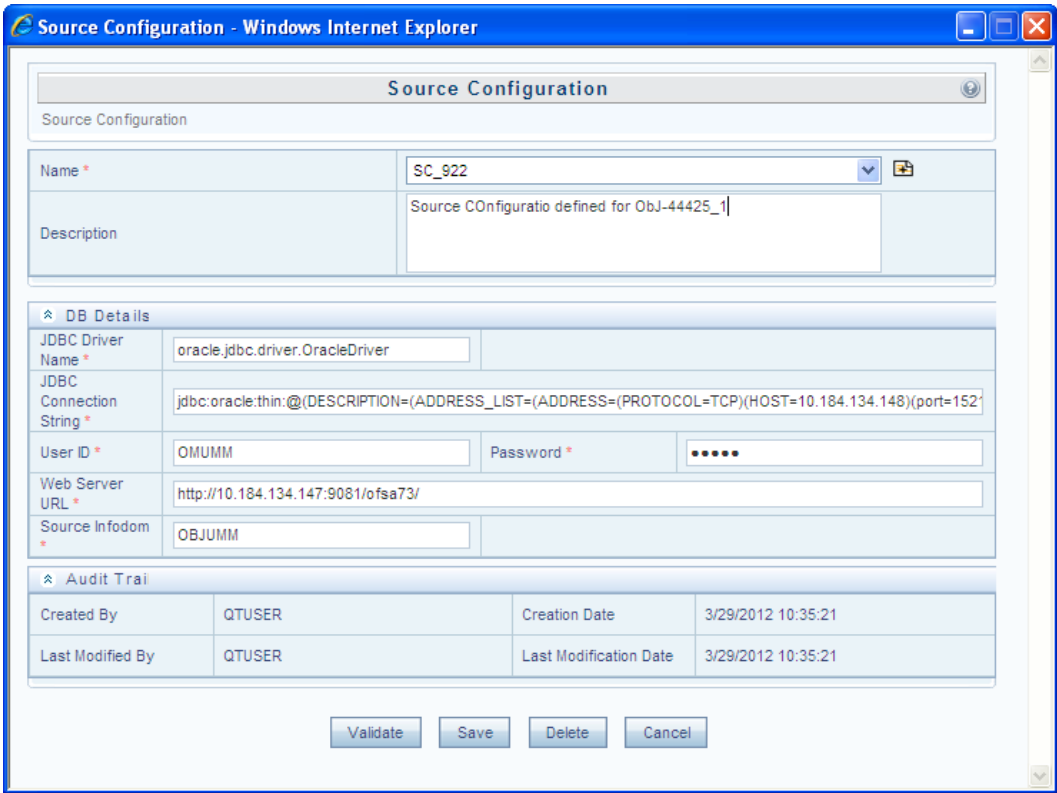 Source Configuration - Windows Internet Explorer
Source Configuration
Source Configuration
Name *
SC_922
Description
Source COnfiguratio defined for ObJ-44425_1
DB Details
JDBC Driver
Name *
oracle.jdbc.driver.OracleDriver
JDBC
Connection
String *
jdbc:oracle:thin:@(DESCRIPTION=(ADDRESS_LIST=(ADDRESS=(PROTOCOL=TCP)(HOST=10.184.134.148)(port=1521
User ID *
OMUMM
Password *
•••••
Web Server
URL *
http://10.184.134.147:9081/ofsa73/
Source Infodom
*
OBJUMM
Audit Trai
Created By
QTUSER
Creation Date
3/29/2012 10:35:21
Last Modified By
QTUSER
Last Modification Date
3/29/2012 10:35:21
Validate
Save
Delete
Cancel